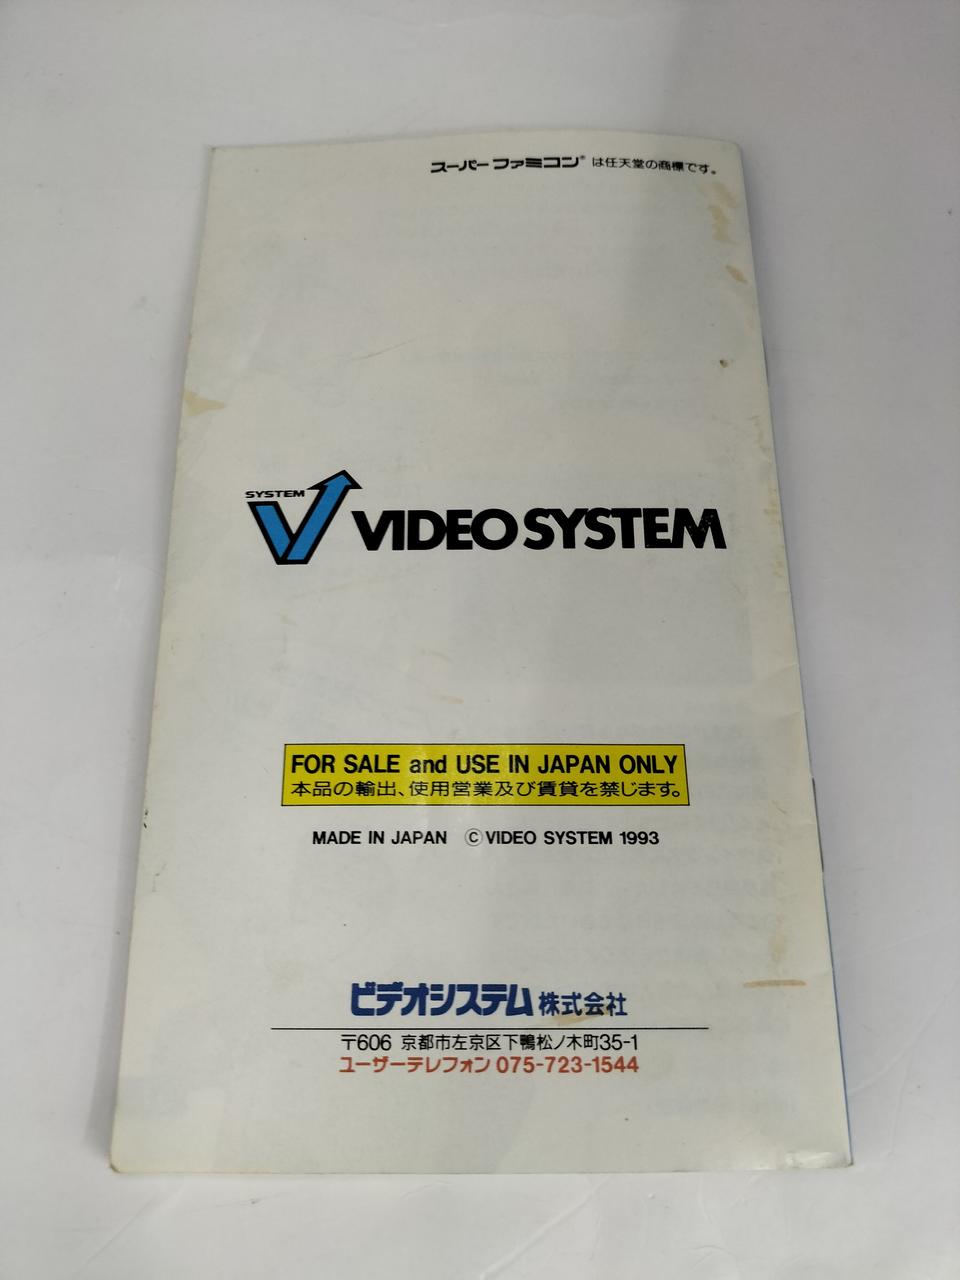 スーパーファミコン® は任天堂の商標です。
SYSTEM
VIDEO SYSTEM
FOR SALE and USE IN JAPAN ONLY
本品の輸出、使用営業及び賃貸を禁じます。
MADE IN JAPAN ©VIDEO SYSTEM 1993
ビデオシステム株式会社
〒606 京都市左京区下鴨松ノ木町35-1
ユーザーテレフォン 075-723-1544